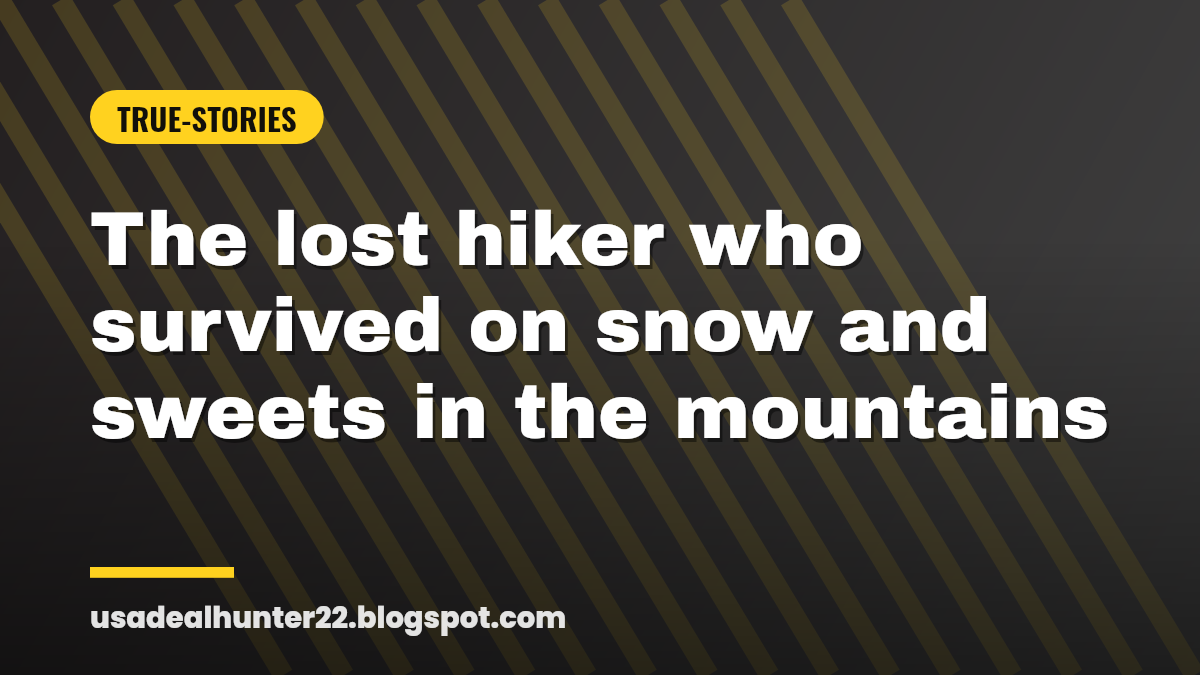 TRUE-STORIES
The lost hiker who
survived on snow and
sweets in the mountains
usadealhunter22.blogspot.com